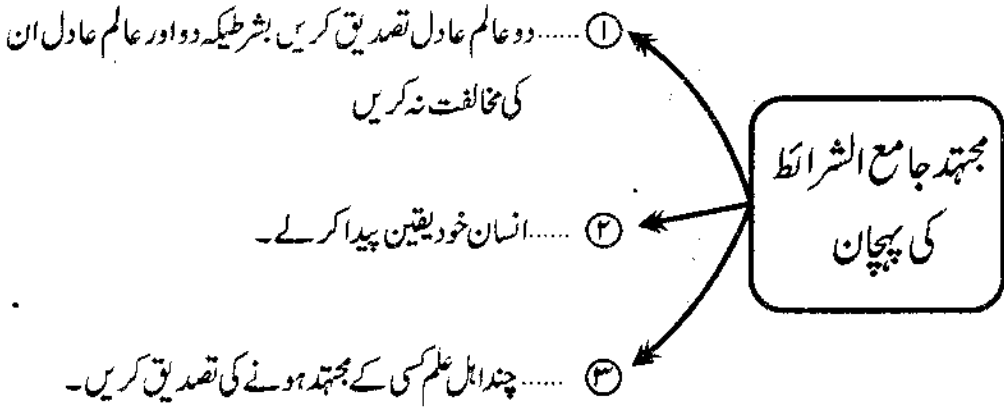 مجتہد جامع الشرائط
کی پہچان
① ...... دو عالم عادل تصدیق کریں بشرطیکہ دو اور عالم عادل ان
کی مخالفت نہ کریں
② ...... انسان خود یقین پیدا کر لے۔
③ ...... چند اہل علم کسی کے مجتہد ہونے کی تصدیق کریں۔